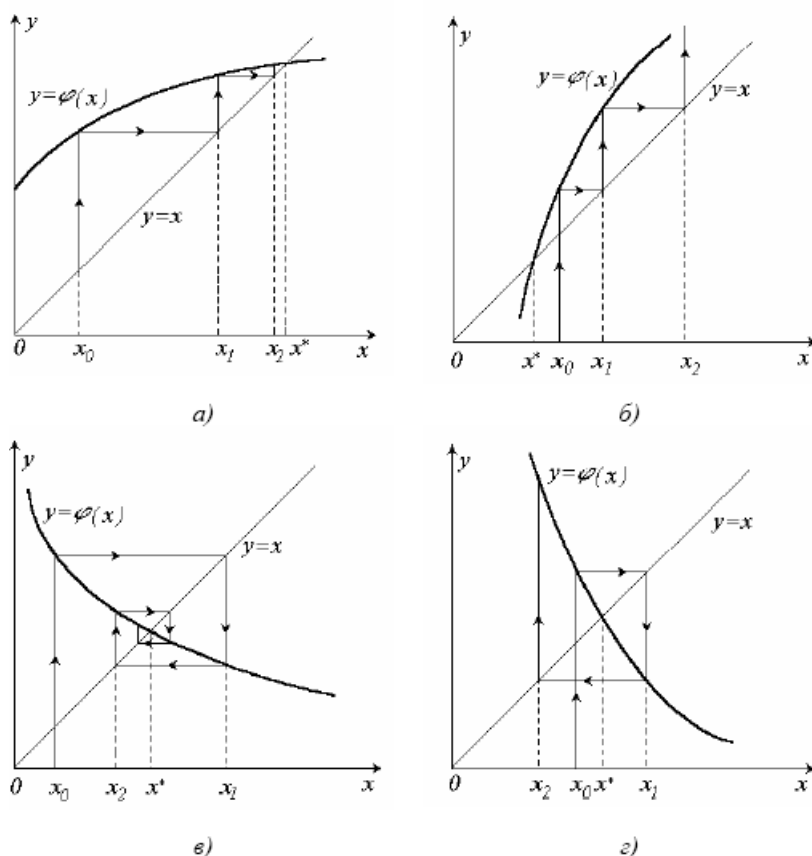 y
y=φ(x)
y=x
0
x₀
x₁
x₂
x*
x
а)
y
y=φ(x)
y=x
0
x*
x₀
x₁
x₂
x
б)
y
y=φ(x)
y=x
0
x₀
x₂
x*
x₁
x
в)
y
y=φ(x)
y=x
0
x₂
x₀
x*
x₁
x
г)